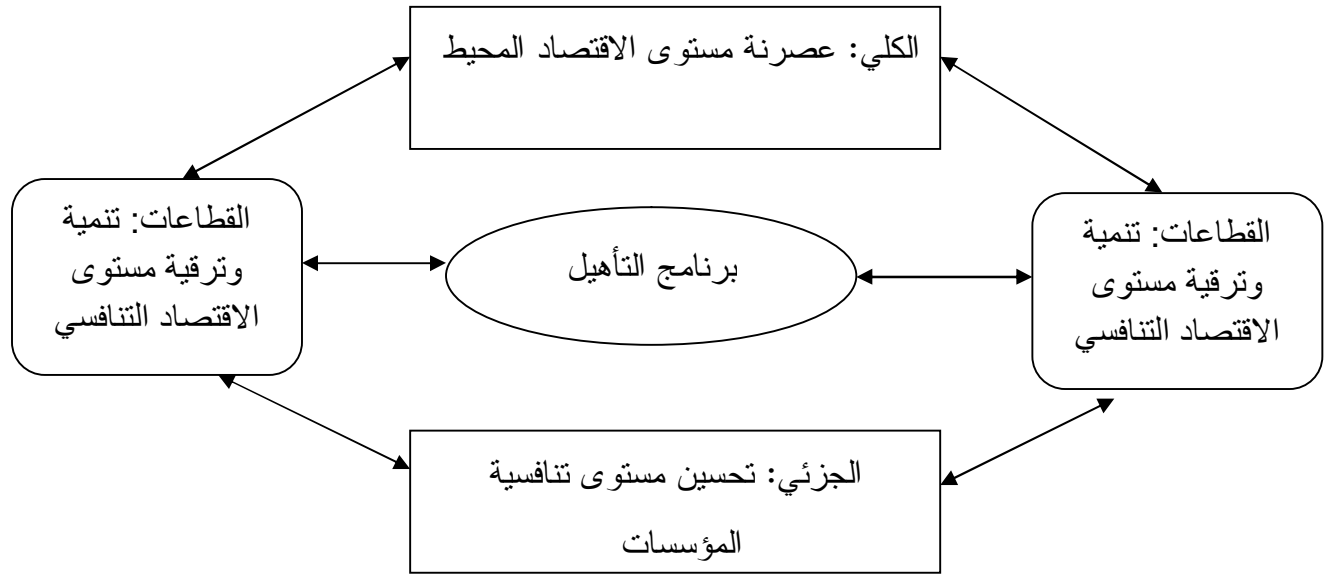 الكلي: عصرنة مستوى الاقتصاد المحيط
القطاعات: تنمية
وترقية مستوى
الاقتصاد التنافسي
برنامج التأهيل
القطاعات: تنمية
وترقية مستوى
الاقتصاد التنافسي
الجزئي: تحسين مستوى تنافسية
المؤسسات